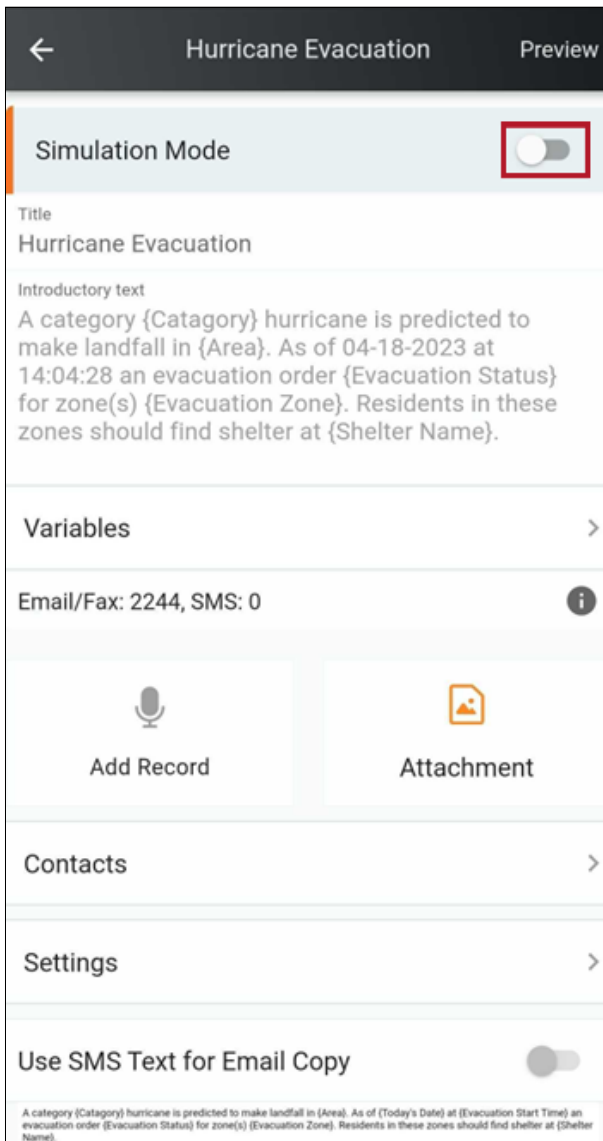 Hurricane Evacuation Preview
Simulation Mode
Title
Hurricane Evacuation
Introductory text
A category {Catagory} hurricane is predicted to
make landfall in {Area}. As of 04-18-2023 at
14:04:28 an evacuation order {Evacuation Status}
for zone(s) {Evacuation Zone}. Residents in these
zones should find shelter at {Shelter Name}.
Variables
Email/Fax: 2244, SMS: 0
Add Record
Attachment
Contacts
Settings
Use SMS Text for Email Copy
A category {Catagory} hurricane is predicted to make landfall in {Area}. As of {Today's Date} at {Evacuation Start Time} an
evacuation order {Evacuation Status} for zone(s) {Evacuation Zone}. Residents in these zones should find shelter at {Shelter
Name}.